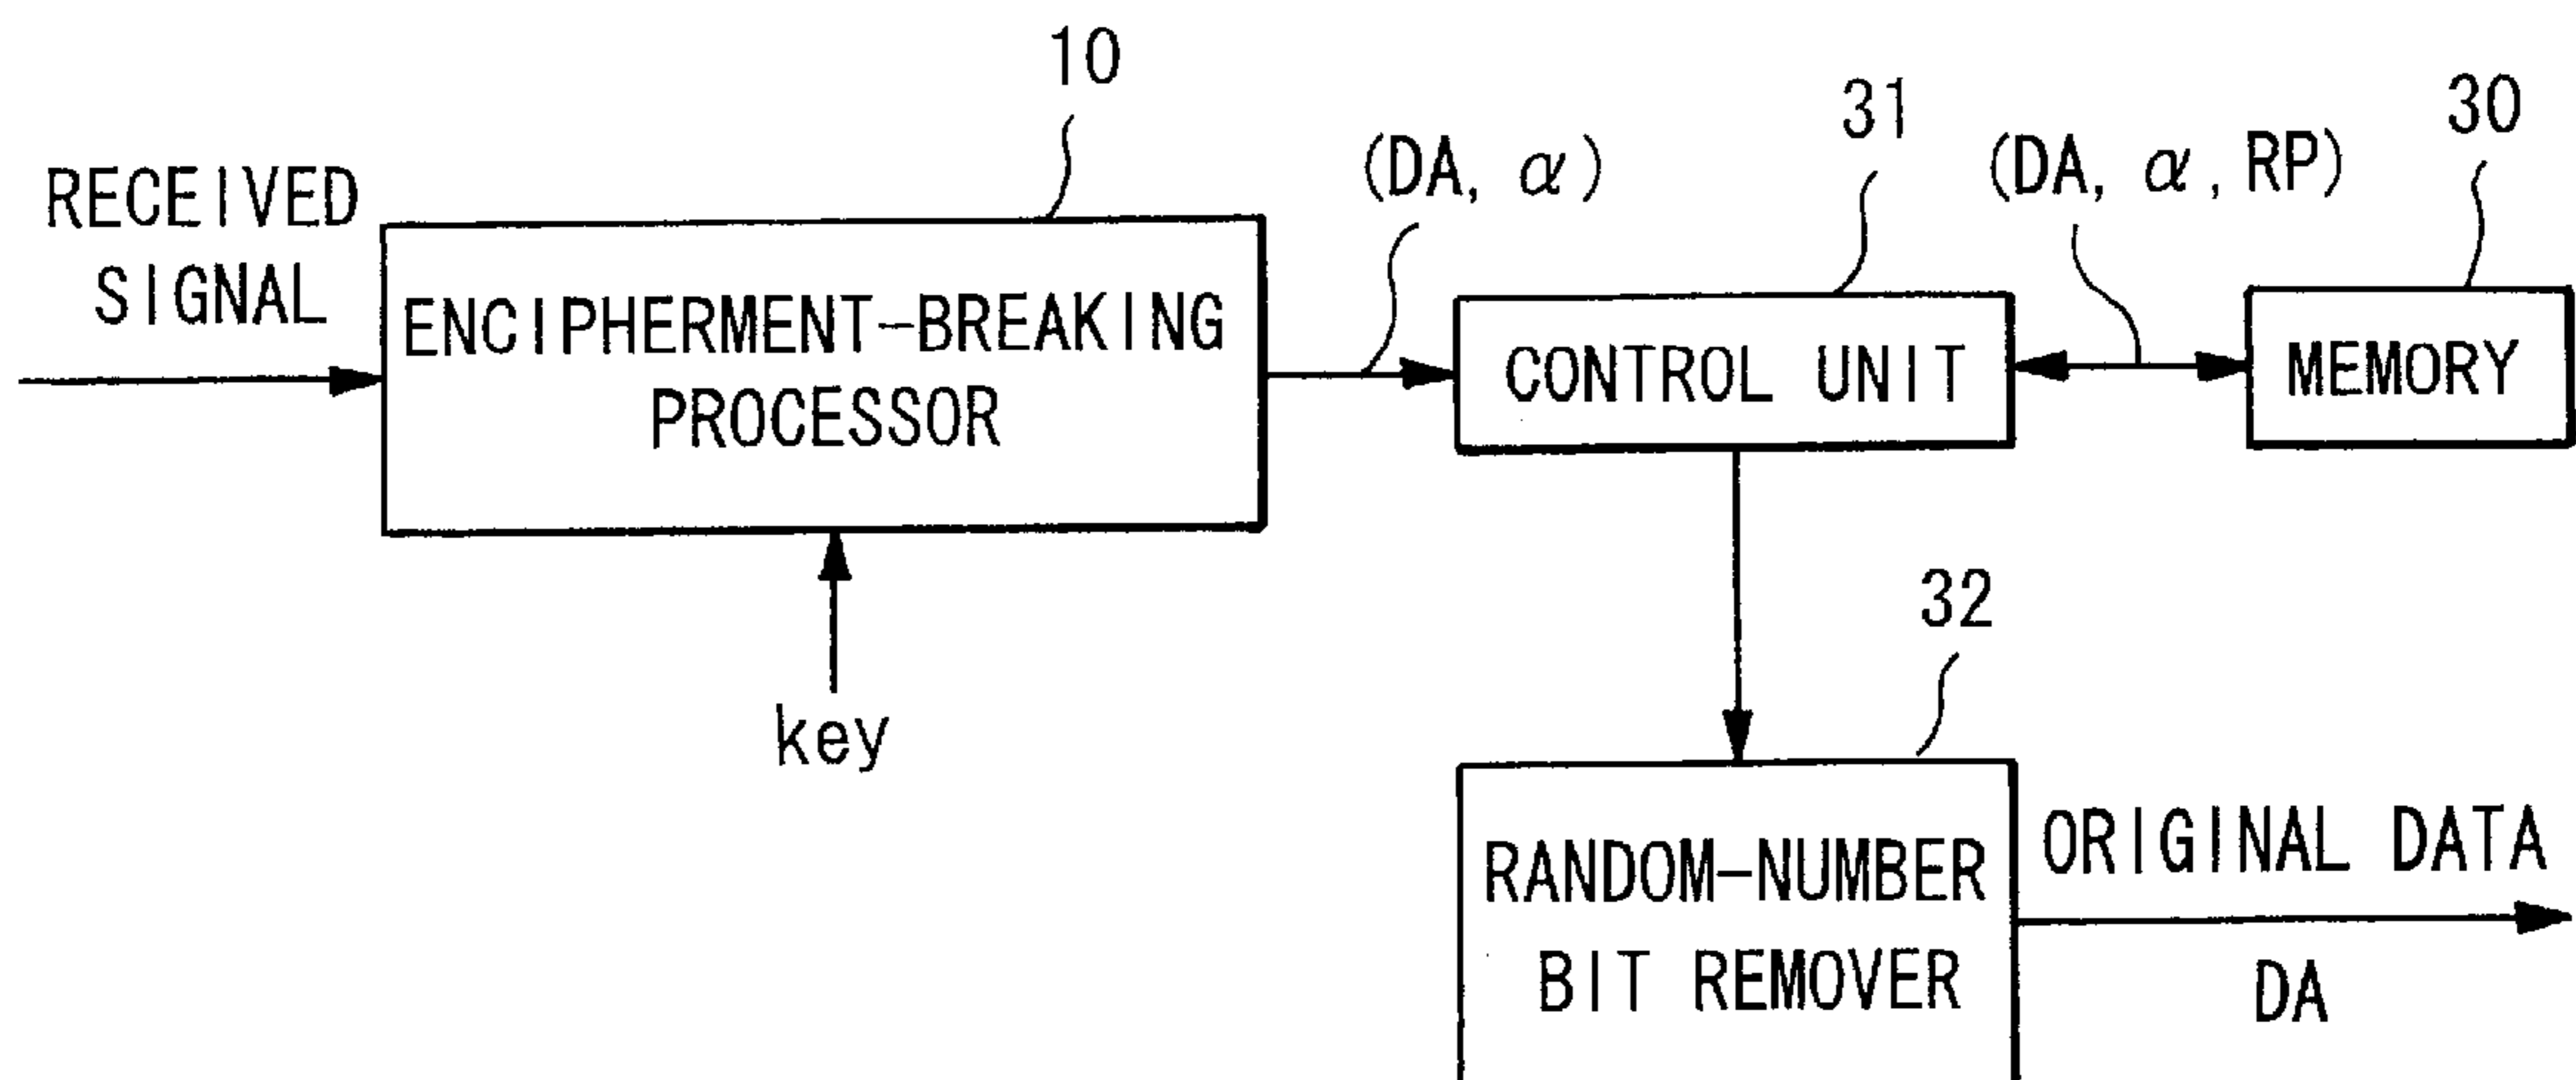 10
31
30
(DA, α)
(DA, α, RP)
RECEIVED
SIGNAL
ENCIPHERMENT-BREAKING
PROCESSOR
CONTROL UNIT
MEMORY
key
32
RANDOM-NUMBER
BIT REMOVER
ORIGINAL DATA
DA